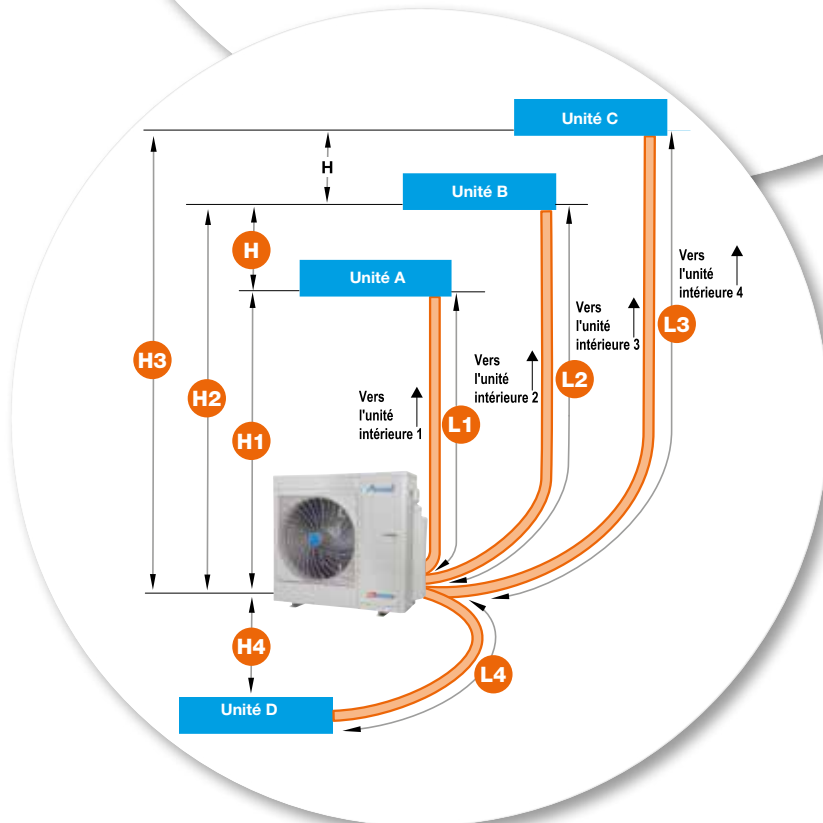 Unité C
H
Unité B
H
Unité A
Vers
l'unité
intérieure 4
Vers
l'unité
intérieure 3
L3
H3
Vers
l'unité
intérieure 2
L2
H2
Vers
l'unité
intérieure 1
L1
H1
H4
L4
Unité D